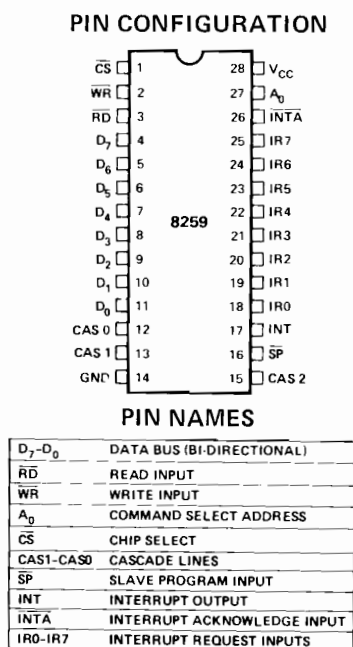 PIN CONFIGURATION
CS 1 28 VCC
WR 2 27 A0
RD 3 26 INTA
D7 4 25 IR7
D6 5 24 IR6
D5 6 23 IR5
D4 7 22 IR4
8259
D3 8 21 IR3
D2 9 20 IR2
D1 10 19 IR1
D0 11 18 IR0
CAS 0 12 17 INT
CAS 1 13 16 SP
GND 14 15 CAS 2
PIN NAMES
D7-D0 DATA BUS (BI-DIRECTIONAL)
RD READ INPUT
WR WRITE INPUT
A0 COMMAND SELECT ADDRESS
CS CHIP SELECT
CAS1-CAS0 CASCADE LINES
SP SLAVE PROGRAM INPUT
INT INTERRUPT OUTPUT
INTA INTERRUPT ACKNOWLEDGE INPUT
IR0-IR7 INTERRUPT REQUEST INPUTS